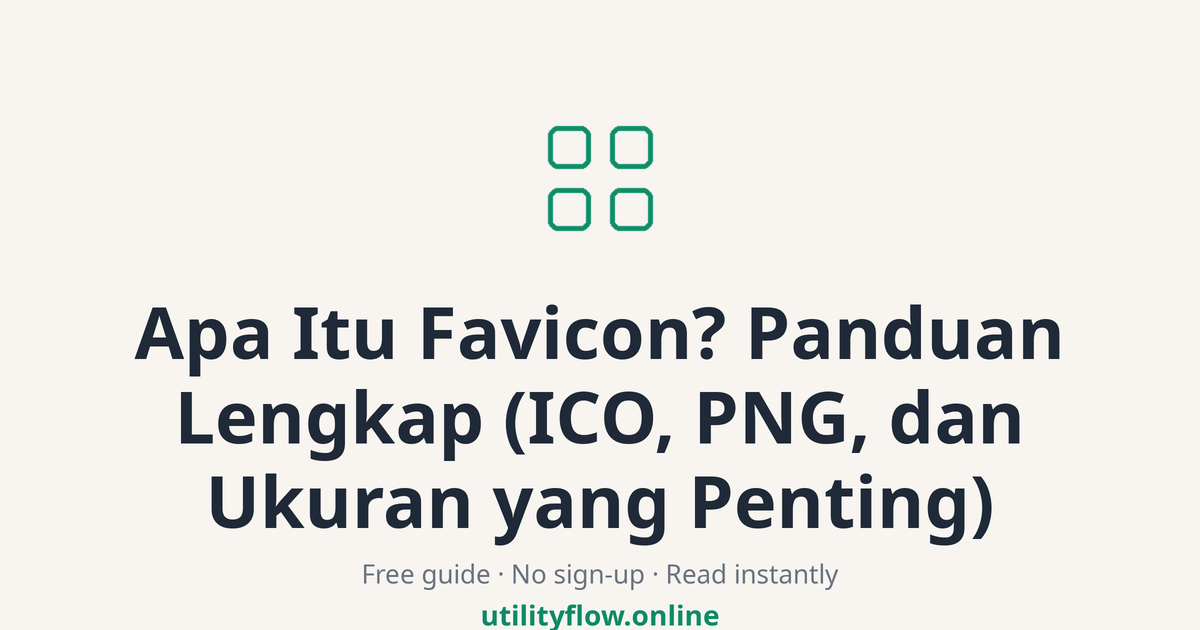 Apa Itu Favicon? Panduan
Lengkap (ICO, PNG, dan
Ukuran yang Penting)
Free guide · No sign-up · Read instantly
utilityflow.online